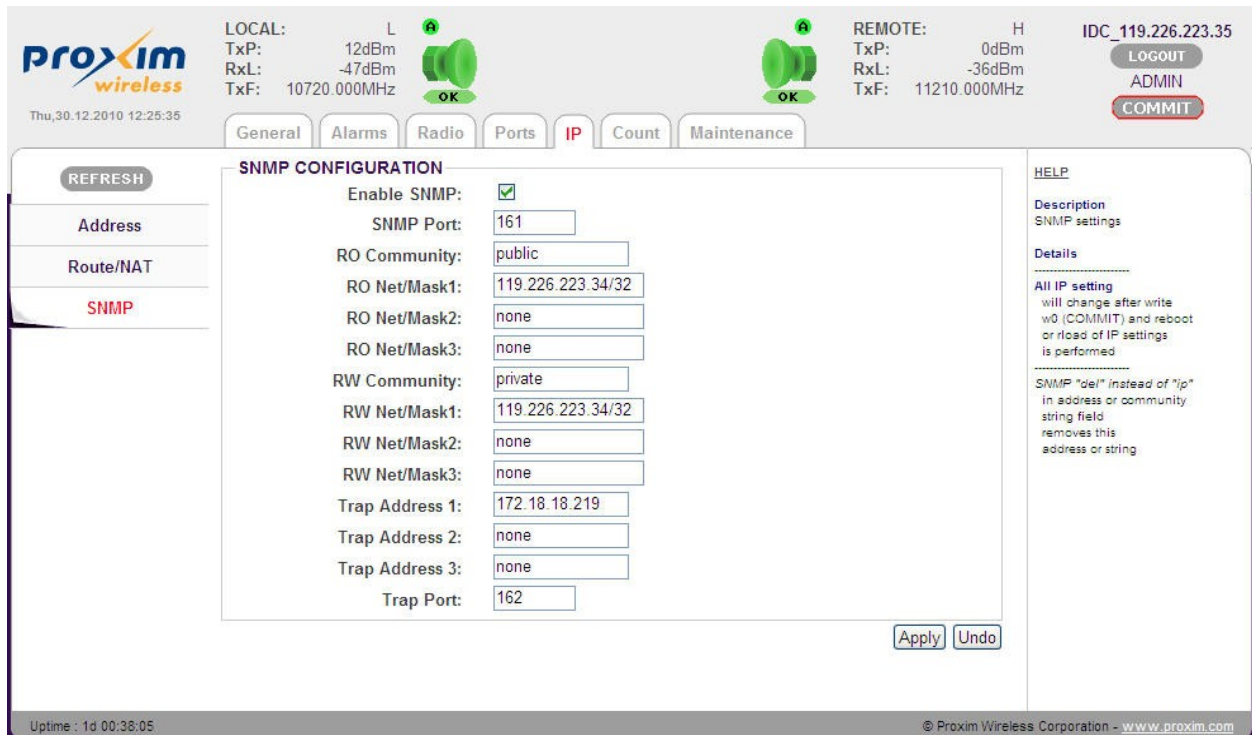 proxim
wireless
Thu,30.12.2010 12:25:35
LOCAL: L
TxP: 12dBm
RxL: -47dBm
TxF: 10720.000MHz
A
OK
A
OK
REMOTE: H
TxP: 0dBm
RxL: -36dBm
TxF: 11210.000MHz
IDC_119.226.223.35
LOGOUT
ADMIN
COMMIT
General Alarms Radio Ports IP Count Maintenance
REFRESH
Address
Route/NAT
SNMP
SNMP CONFIGURATION
Enable SNMP:
SNMP Port: 161
RO Community: public
RO Net/Mask1: 119.226.223.34/32
RO Net/Mask2: none
RO Net/Mask3: none
RW Community: private
RW Net/Mask1: 119.226.223.34/32
RW Net/Mask2: none
RW Net/Mask3: none
Trap Address 1: 172.18.18.219
Trap Address 2: none
Trap Address 3: none
Trap Port: 162
Apply Undo
HELP
Description
SNMP settings
Details
------------------------
All IP setting
will change after write
w0 (COMMIT) and reboot
or rload of IP settings
is performed
------------------------
SNMP "del" instead of "ip"
in address or community
string field
removes this
address or string
Uptime : 1d 00:38:05
© Proxim Wireless Corporation - www.proxim.com